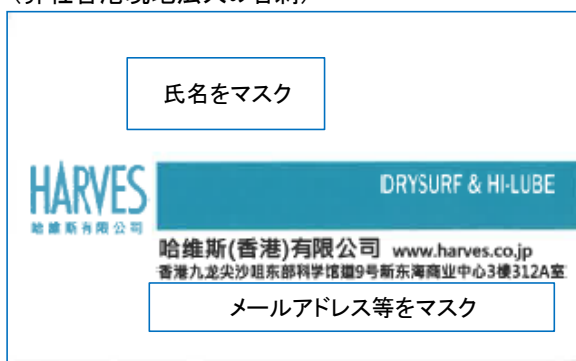 氏名をマスク
HARVES
哈維斯有限公司
DRYSURF & HI-LUBE
哈维斯(香港)有限公司 www.harves.co.jp
香港九龙尖沙咀东部科学馆道9号新东海商业中心3楼312A室
メールアドレス等をマスク